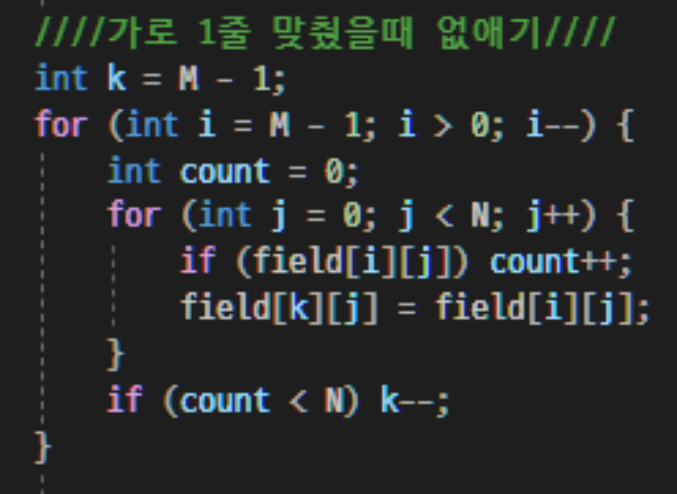 ////가로 1줄 맞췄을때 없애기////
int k = M - 1;
for (int i = M - 1; i > 0; i--) {
int count = 0;
for (int j = 0; j < N; j++) {
if (field[i][j]) count++;
field[k][j] = field[i][j];
}
if (count < N) k--;
}